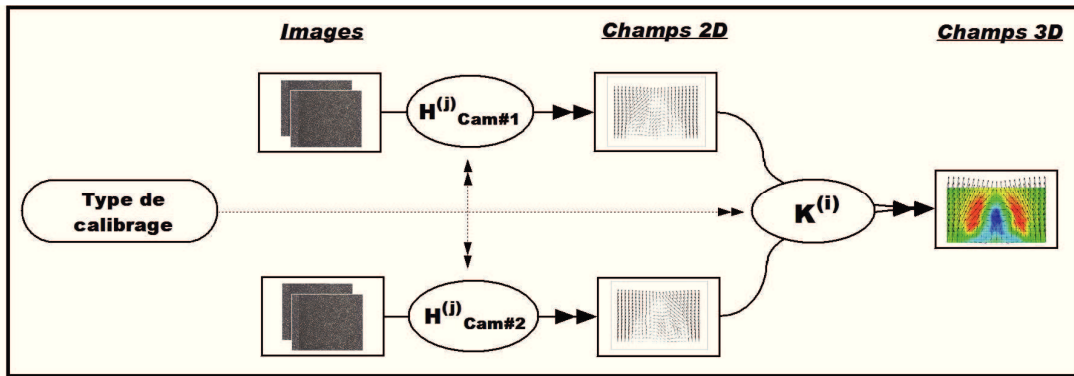 Images
Champs 2D
Champs 3D
H(j) Cam#1
Type de
calibrage
K(i)
H(j) Cam#2